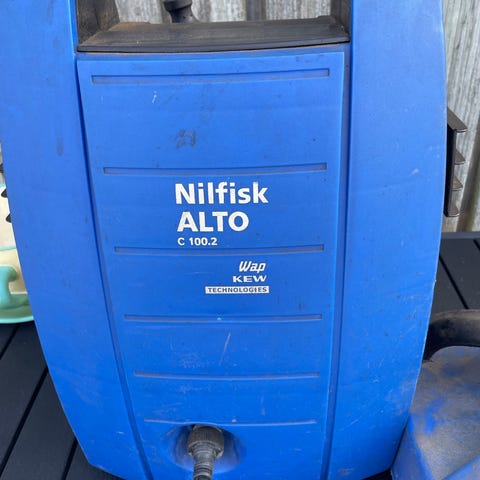 Nilfisk
ALTO
C 100.2
Wap
KEW
TECHNOLOGIES